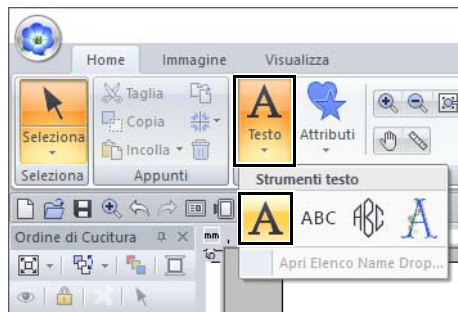 Home Immagine Visualizza
Taglia
Copia
Incolla
Seleziona
Testo
Attributi
Seleziona Appunti
Strumenti testo
A ABC ABC A
Apri Elenco Name Drop...
Ordine di Cucitura
mm